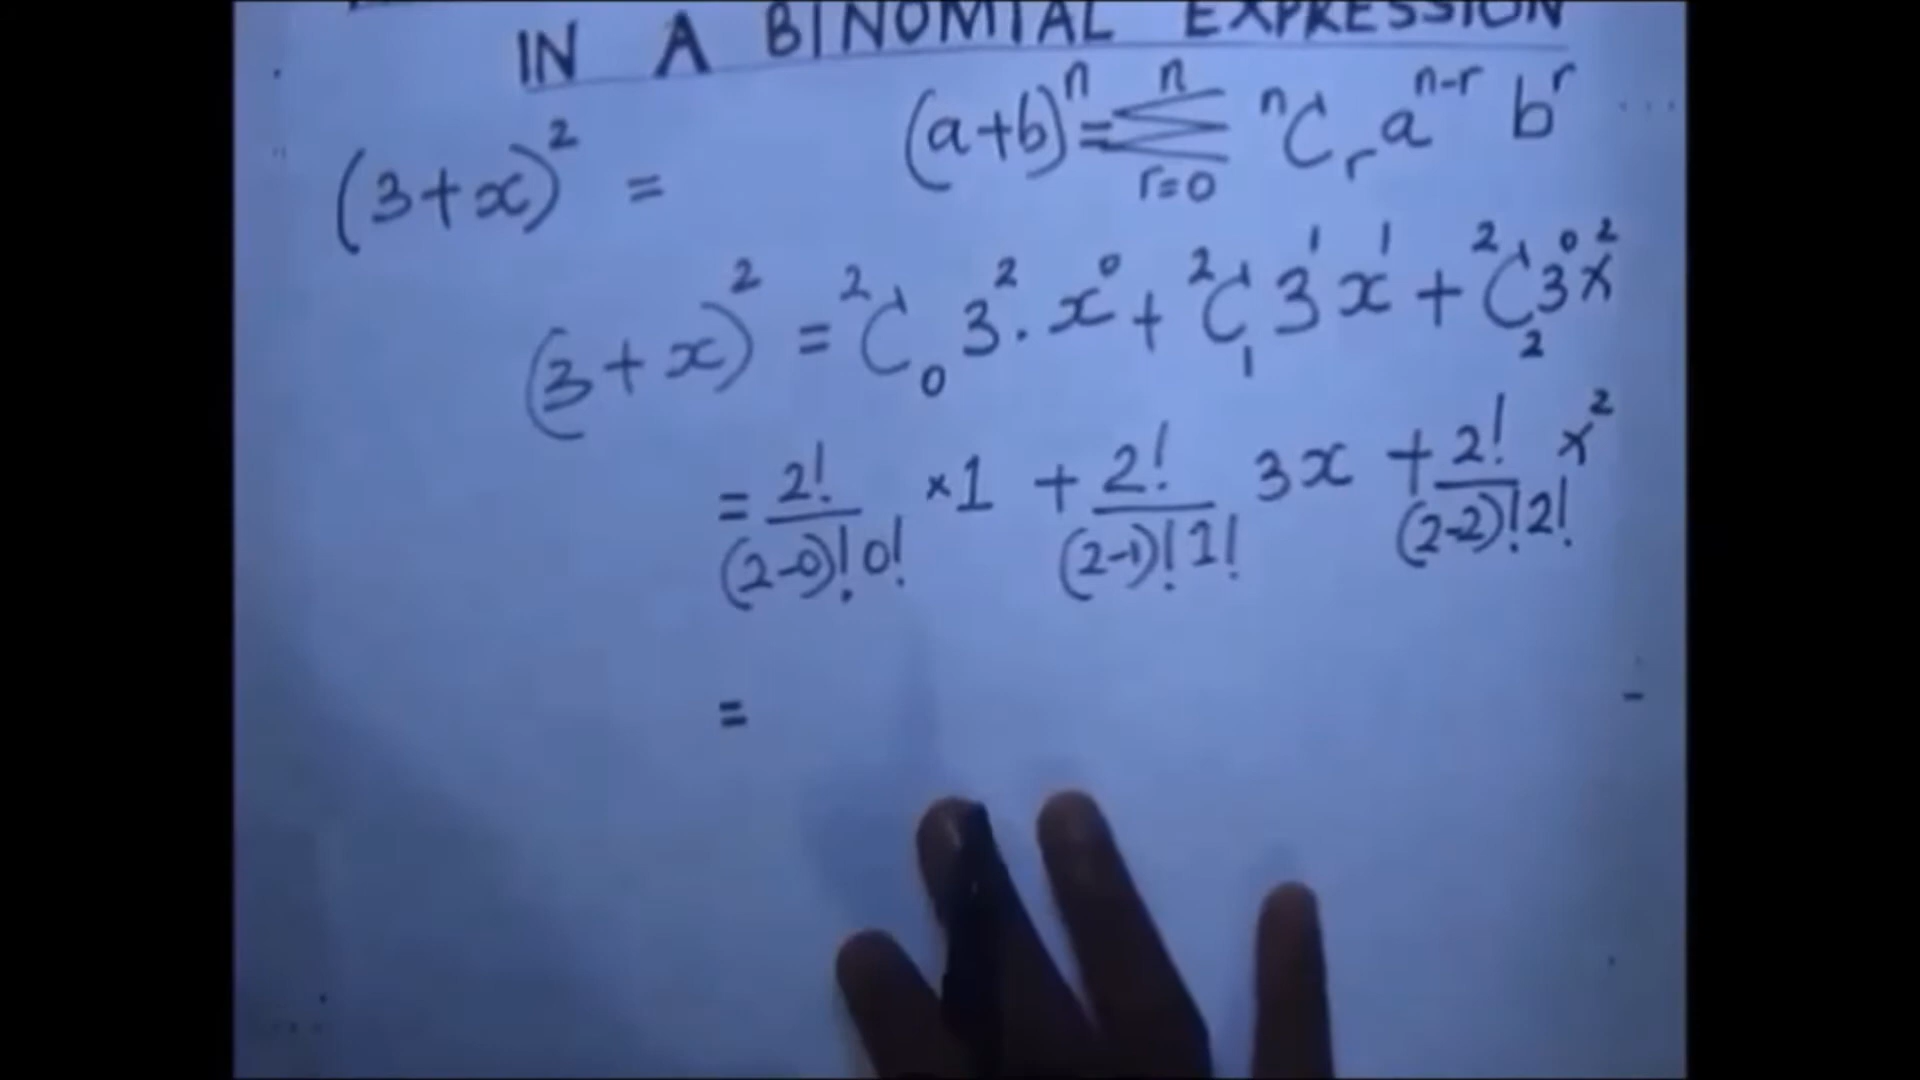 IN A BINOMIAL EXPRESSION
(3+x)² = (a+b)ⁿ = Σ_{r=0}^{n} ⁿCᵣ aⁿ⁻ʳ bʳ
(3+x)² = ²C₀ 3² . x⁰ + ²C₁ 3¹ x¹ + ²C₂ 3⁰ x²
= 2!/(2-0)! 0! × 1 + 2!/(2-1)! 1! 3x + 2!/(2-2)! 2! x²
=